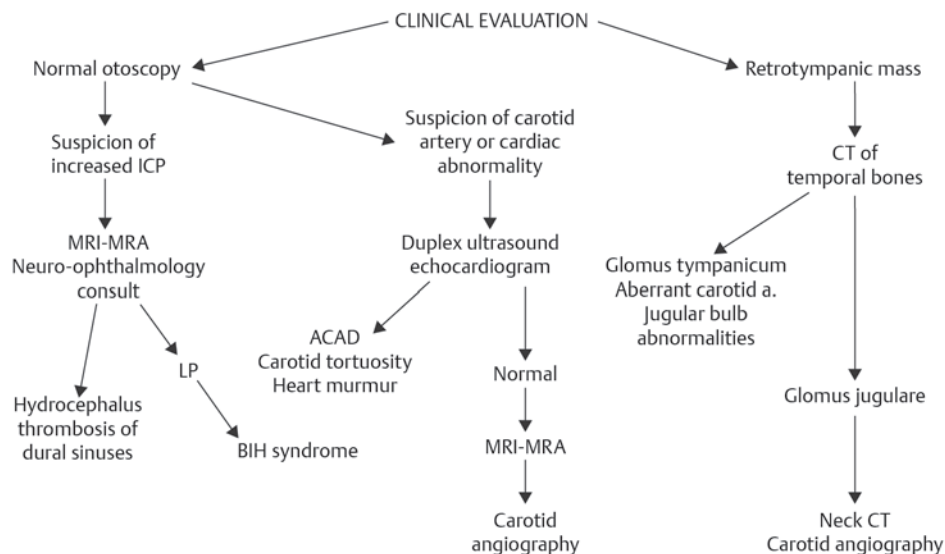 CLINICAL EVALUATION
Normal otoscopy
Retrotympanic mass
Suspicion of
increased ICP
Suspicion of carotid
artery or cardiac
abnormality
CT of
temporal bones
MRI-MRA
Neuro-ophthalmology
consult
Duplex ultrasound
echocardiogram
Glomus tympanicum
Aberrant carotid a.
Jugular bulb
abnormalities
LP
ACAD
Carotid tortuosity
Heart murmur
Normal
Glomus jugulare
Hydrocephalus
thrombosis of
dural sinuses
BIH syndrome
MRI-MRA
Carotid
angiography
Neck CT
Carotid angiography